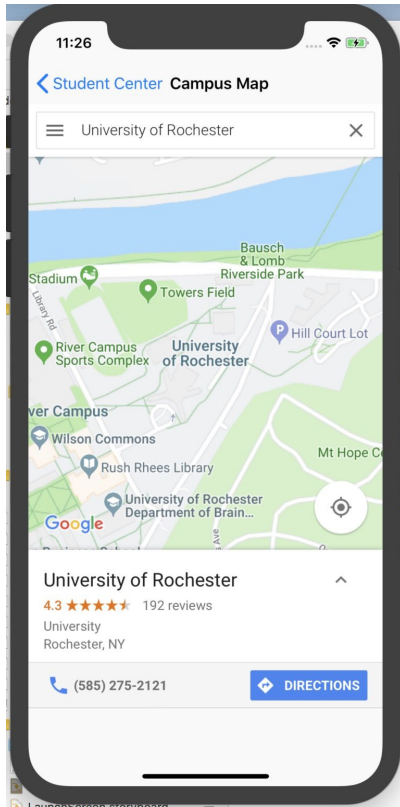 11:26
Student Center Campus Map
University of Rochester
Bausch
& Lomb
Riverside Park
Stadium
Towers Field
Library Rd
Hill Court Lot
River Campus
Sports Complex
University
of Rochester
ver Campus
Wilson Commons
Mt Hope Ce
Rush Rhees Library
University of Rochester
Department of Brain...
Google
Ave
University of Rochester
4.3 192 reviews
University
Rochester, NY
(585) 275-2121
DIRECTIONS
LaunchScreen.storyboard